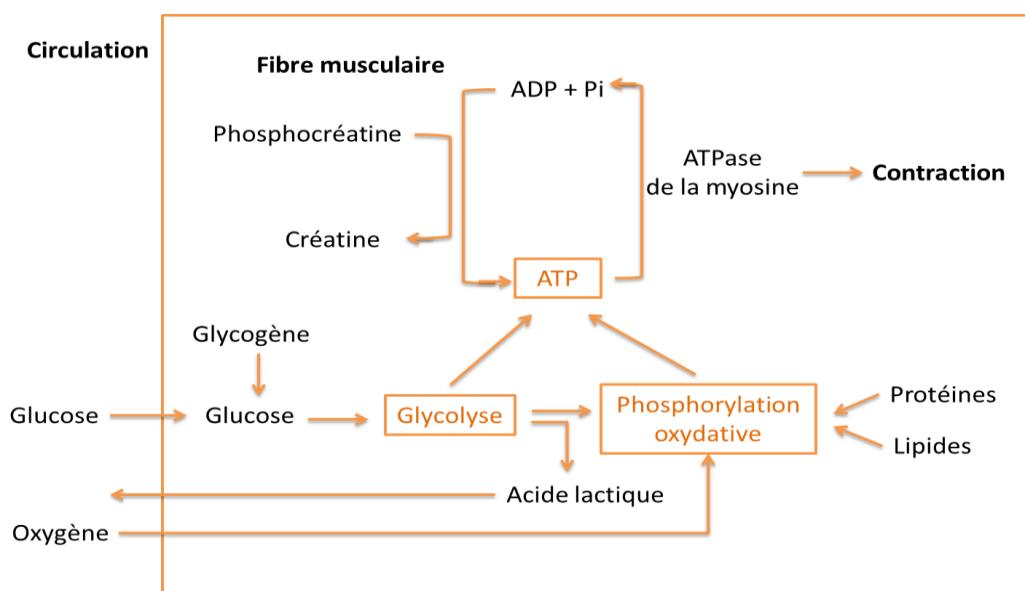 Circulation
Fibre musculaire
ADP + Pi
Phosphocréatine
ATPase
de la myosine
Contraction
Créatine
ATP
Glycogène
Glucose
Glucose
Glycolyse
Phosphorylation
oxydative
Protéines
Lipides
Acide lactique
Oxygène